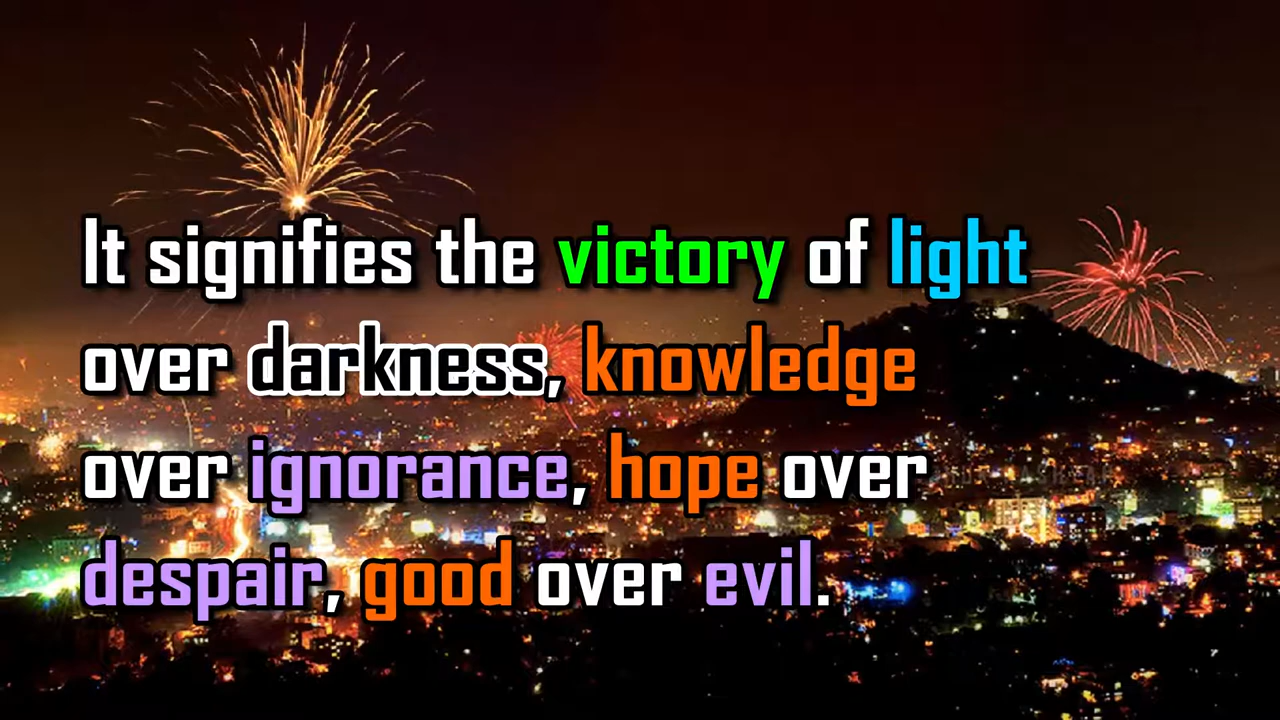 It signifies the victory of light
over darkness, knowledge
over ignorance, hope over
despair, good over evil.